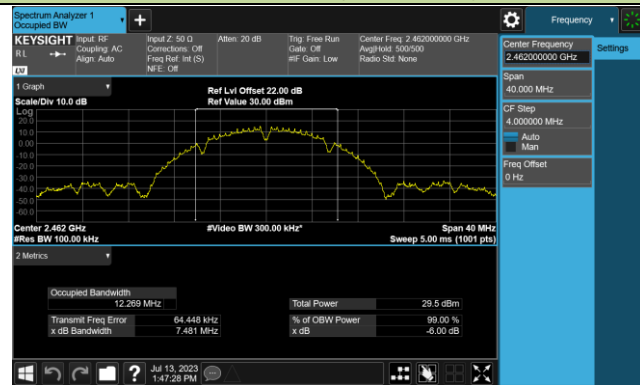 Spectrum Analyzer 1
Occupied BW
Frequency
KEYSIGHT
RL
Input: RF
Coupling: AC
Align: Auto
Input Z: 50 Ω
Corrections: Off
Freq Ref: Int (S)
NFE: Off
Atten: 20 dB
Trig: Free Run
Gate: Off
#IF Gain: Low
Center Freq: 2.462000000 GHz
Avg|Hold: 500/500
Radio Std: None
Center Frequency
2.462000000 GHz
Settings
Span
40.000 MHz
CF Step
4.000000 MHz
Auto
Man
Freq Offset
0 Hz
1 Graph
Scale/Div 10.0 dB
Ref Lvl Offset 22.00 dB
Ref Value 30.00 dBm
Log
20.0
10.0
0.00
-10.0
-20.0
-30.0
-40.0
-50.0
-60.0
Center 2.462 GHz
#Res BW 100.00 kHz
#Video BW 300.00 kHz*
Span 40 MHz
Sweep 5.00 ms (1001 pts)
2 Metrics
Occupied Bandwidth
12.269 MHz
Total Power 29.5 dBm
Transmit Freq Error 64.448 kHz
% of OBW Power 99.00 %
x dB Bandwidth 7.481 MHz
x dB -6.00 dB
Jul 13, 2023
1:47:28 PM